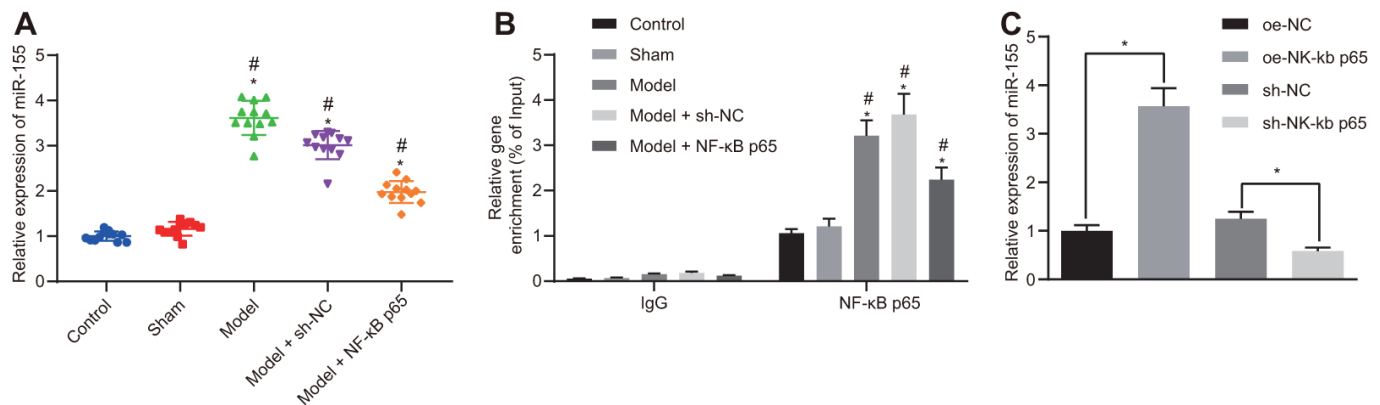 A
Relative expression of miR-155
5
4
3
2
1
0
#
*
#
*
#
*
Control
Sham
Model
Model + sh-NC
Model + NF-κB p65
B
Control
Sham
Model
Model + sh-NC
Model + NF-κB p65
Relative gene
enrichment (% of Input)
5
4
3
2
1
0
#
*
#
*
#
*
IgG
NF-κB p65
C
oe-NC
oe-NK-kb p65
sh-NC
sh-NK-kb p65
Relative expression of miR-155
5
4
3
2
1
0
*
*